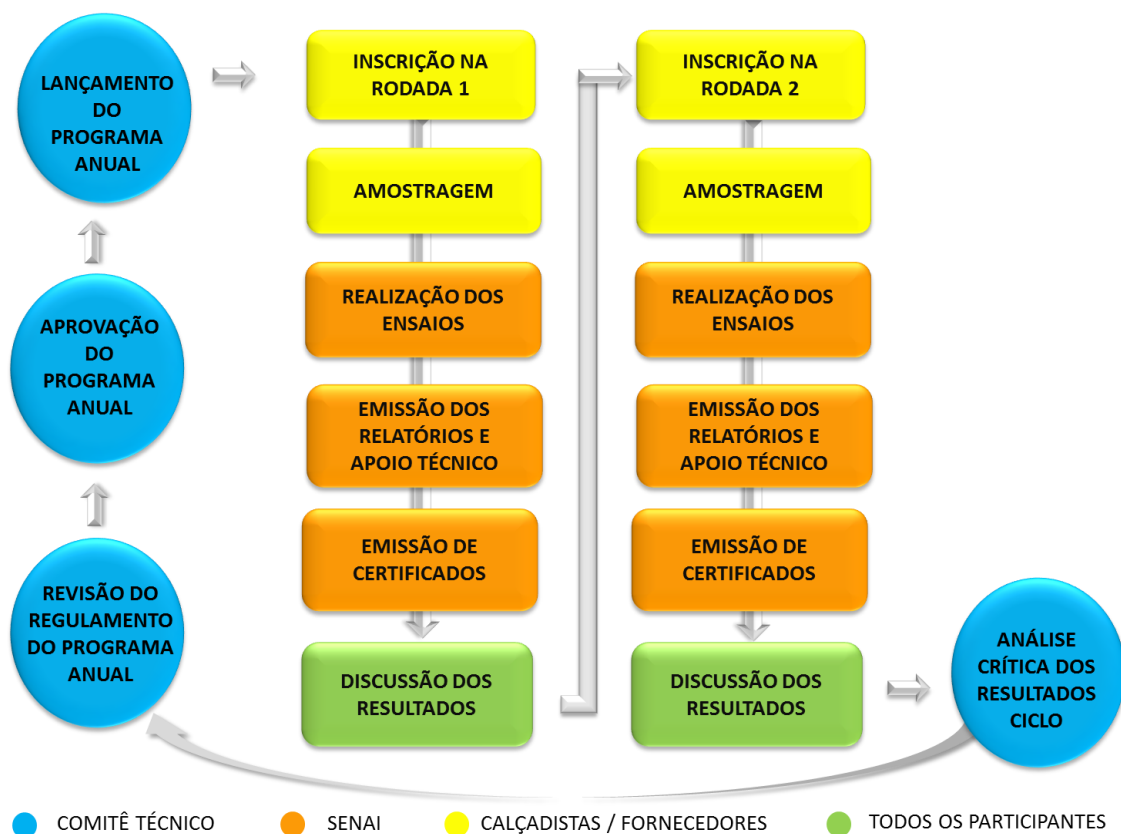 LANÇAMENTO
DO
PROGRAMA
ANUAL
APROVAÇÃO
DO
PROGRAMA
ANUAL
REVISÃO DO
REGULAMENTO
DO PROGRAMA
ANUAL
INSCRIÇÃO NA
RODADA 1
AMOSTRAGEM
REALIZAÇÃO DOS
ENSAIOS
EMISSÃO DOS
RELATÓRIOS E
APOIO TÉCNICO
EMISSÃO DE
CERTIFICADOS
DISCUSSÃO DOS
RESULTADOS
INSCRIÇÃO NA
RODADA 2
AMOSTRAGEM
REALIZAÇÃO DOS
ENSAIOS
EMISSÃO DOS
RELATÓRIOS E
APOIO TÉCNICO
EMISSÃO DE
CERTIFICADOS
DISCUSSÃO DOS
RESULTADOS
ANÁLISE
CRÍTICA DOS
RESULTADOS
CICLO
COMITÊ TÉCNICO
SENAI
CALÇADISTAS / FORNECEDORES
TODOS OS PARTICIPANTES